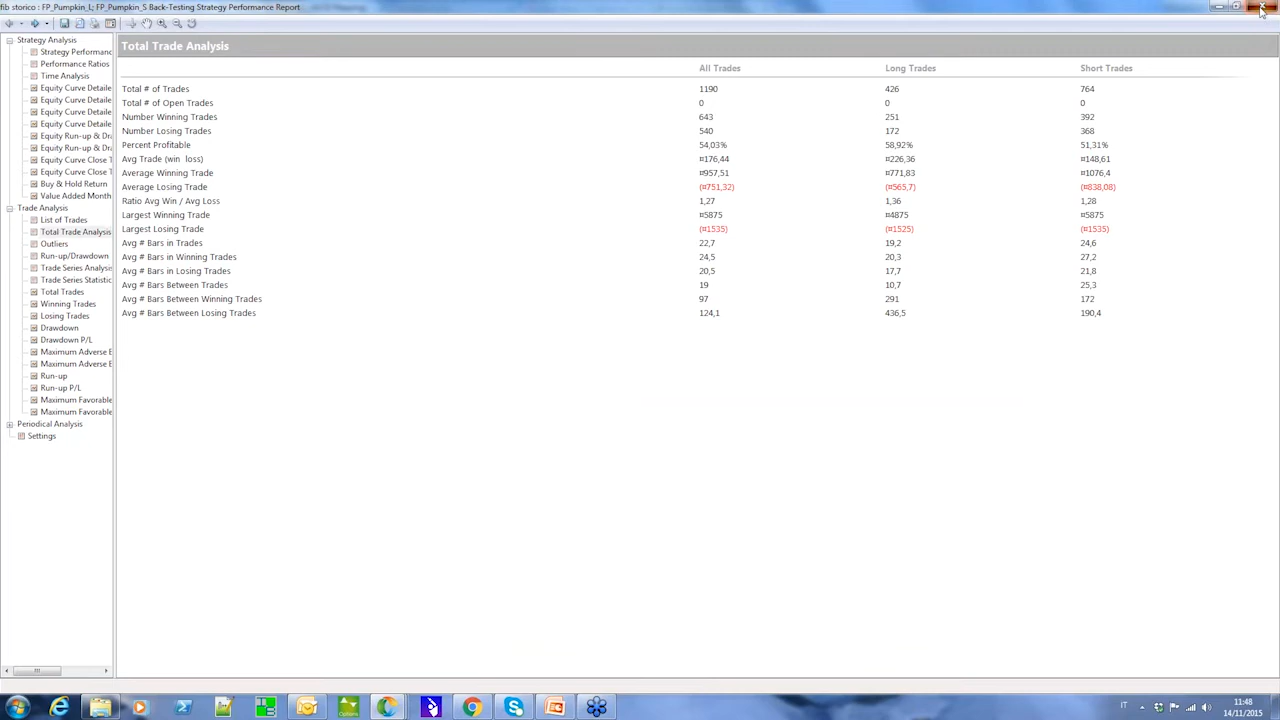 fib storico : FP_Pumpkin_L; FP_Pumpkin_S Back-Testing Strategy Performance Report
Strategy Analysis
Strategy Performanc
Performance Ratios
Time Analysis
Equity Curve Detaile
Equity Curve Detaile
Equity Curve Detaile
Equity Curve Detaile
Equity Run-up & Dra
Equity Run-up & Dra
Equity Curve Close T
Equity Curve Close T
Buy & Hold Return
Value Added Month
Trade Analysis
List of Trades
Total Trade Analysis
Outliers
Run-up/Drawdown
Trade Series Analysis
Trade Series Statistic
Total Trades
Winning Trades
Losing Trades
Drawdown
Drawdown P/L
Maximum Adverse E
Maximum Adverse E
Run-up
Run-up P/L
Maximum Favorable
Maximum Favorable
Periodical Analysis
Settings
Total Trade Analysis
All Trades Long Trades Short Trades
Total # of Trades 1190 426 764
Total # of Open Trades 0 0 0
Number Winning Trades 643 251 392
Number Losing Trades 540 172 368
Percent Profitable 54,03% 58,92% 51,31%
Avg Trade (win loss) ¤176,44 ¤226,36 ¤148,61
Average Winning Trade ¤957,51 ¤771,83 ¤1076,4
Average Losing Trade (¤751,32) (¤565,7) (¤838,08)
Ratio Avg Win / Avg Loss 1,27 1,36 1,28
Largest Winning Trade ¤5875 ¤4875 ¤5875
Largest Losing Trade (¤1535) (¤1525) (¤1535)
Avg # Bars in Trades 22,7 19,2 24,6
Avg # Bars in Winning Trades 24,5 20,3 27,2
Avg # Bars in Losing Trades 20,5 17,7 21,8
Avg # Bars Between Trades 19 10,7 25,3
Avg # Bars Between Winning Trades 97 291 172
Avg # Bars Between Losing Trades 124,1 436,5 190,4
Options
IT
11:48
14/11/2015